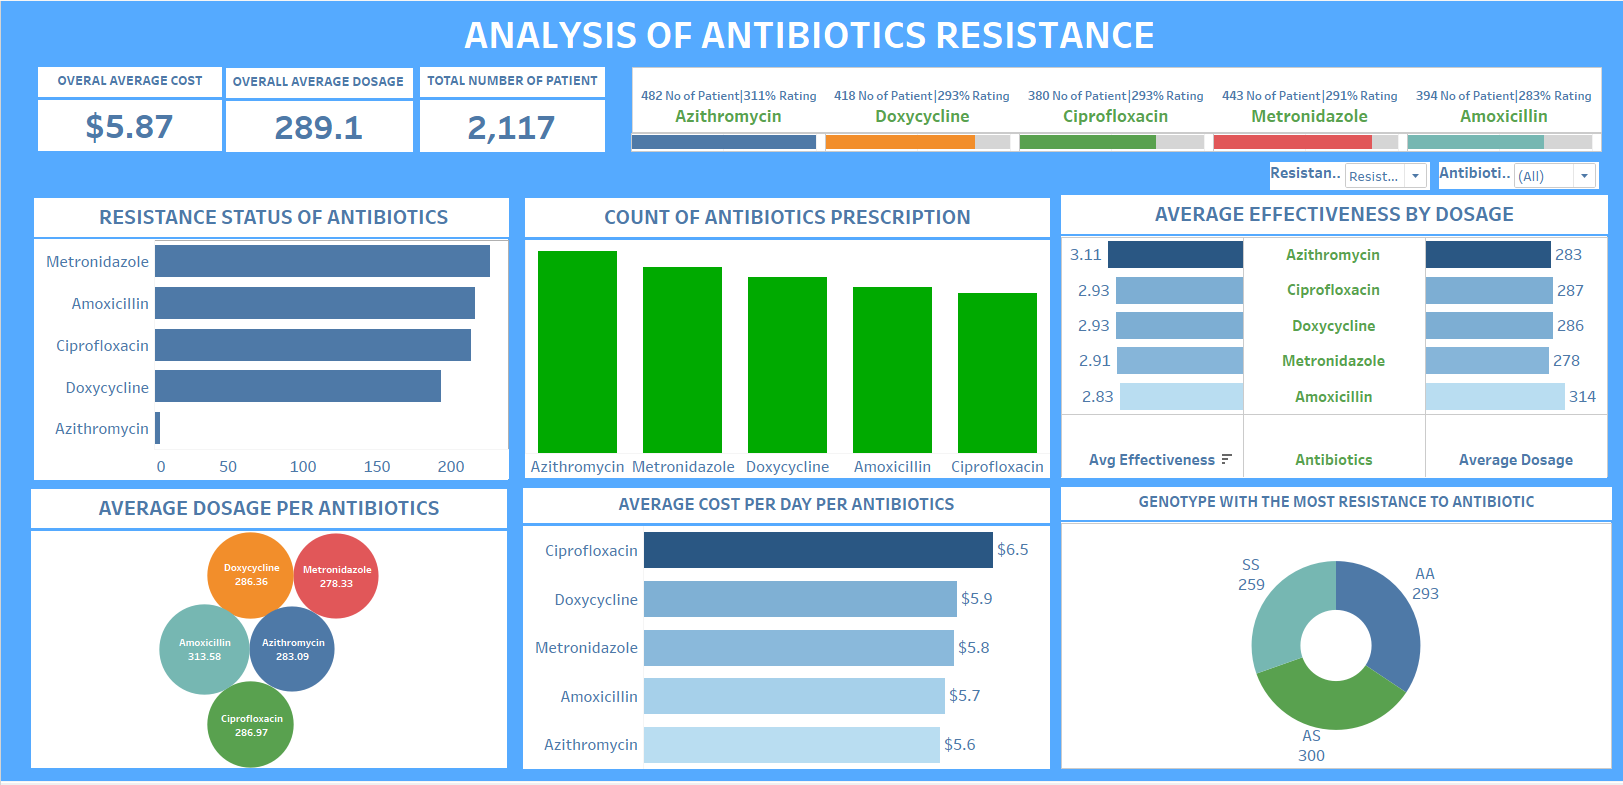 ANALYSIS OF ANTIBIOTICS RESISTANCE
OVERAL AVERAGE COST
$5.87
OVERALL AVERAGE DOSAGE
289.1
TOTAL NUMBER OF PATIENT
2,117
482 No of Patient|311% Rating
Azithromycin
418 No of Patient|293% Rating
Doxycycline
380 No of Patient|293% Rating
Ciprofloxacin
443 No of Patient|291% Rating
Metronidazole
394 No of Patient|283% Rating
Amoxicillin
Resistan.. Resist...
Antibioti.. (All)
RESISTANCE STATUS OF ANTIBIOTICS
Metronidazole
Amoxicillin
Ciprofloxacin
Doxycycline
Azithromycin
0 50 100 150 200
COUNT OF ANTIBIOTICS PRESCRIPTION
Azithromycin Metronidazole Doxycycline Amoxicillin Ciprofloxacin
AVERAGE EFFECTIVENESS BY DOSAGE
3.11 Azithromycin 283
2.93 Ciprofloxacin 287
2.93 Doxycycline 286
2.91 Metronidazole 278
2.83 Amoxicillin 314
Avg Effectiveness Antibiotics Average Dosage
AVERAGE DOSAGE PER ANTIBIOTICS
Doxycycline
286.36
Metronidazole
278.33
Amoxicillin
313.58
Azithromycin
283.09
Ciprofloxacin
286.97
AVERAGE COST PER DAY PER ANTIBIOTICS
Ciprofloxacin $6.5
Doxycycline $5.9
Metronidazole $5.8
Amoxicillin $5.7
Azithromycin $5.6
GENOTYPE WITH THE MOST RESISTANCE TO ANTIBIOTIC
SS
259
AA
293
AS
300